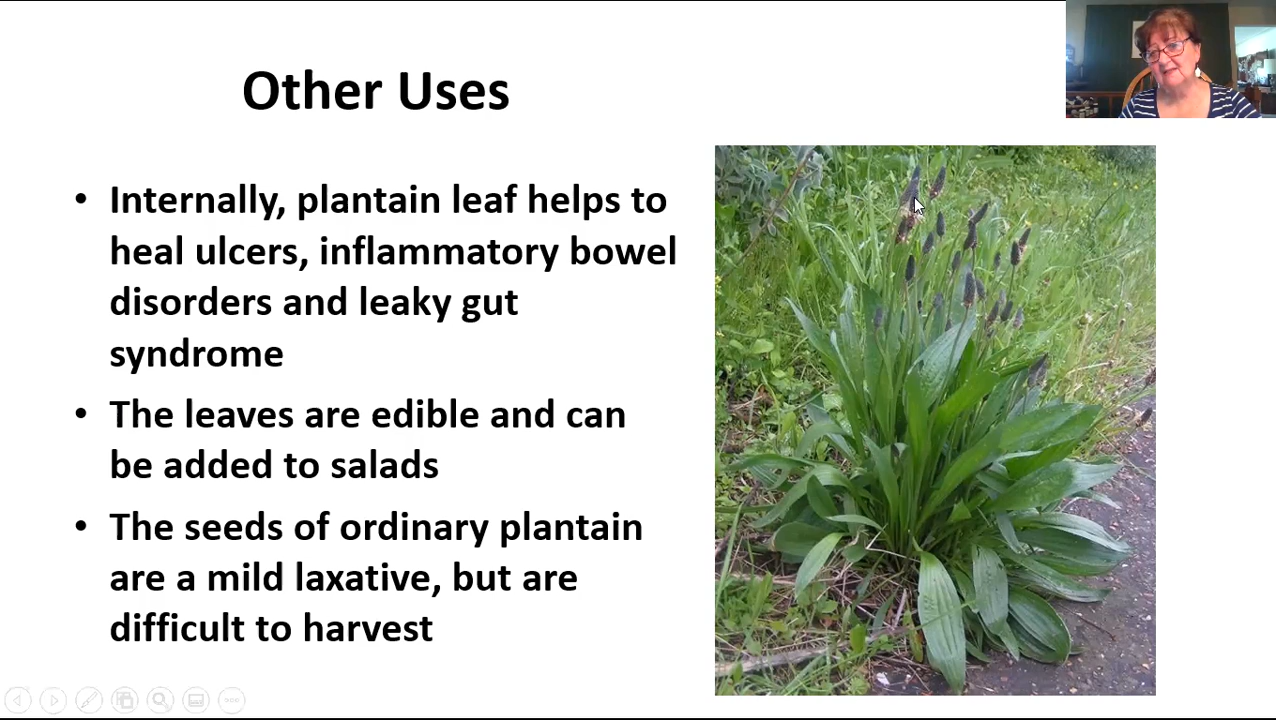 Other Uses
• Internally, plantain leaf helps to
heal ulcers, inflammatory bowel
disorders and leaky gut
syndrome
• The leaves are edible and can
be added to salads
• The seeds of ordinary plantain
are a mild laxative, but are
difficult to harvest